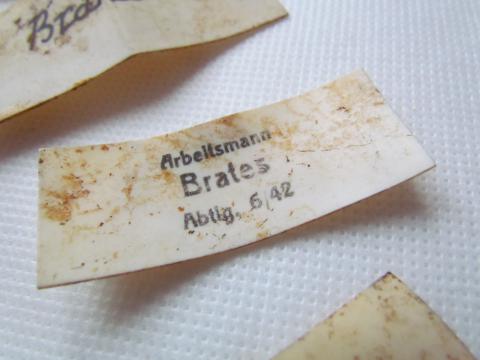 Arbeitsmann
Brates
Abtlg. 6/42